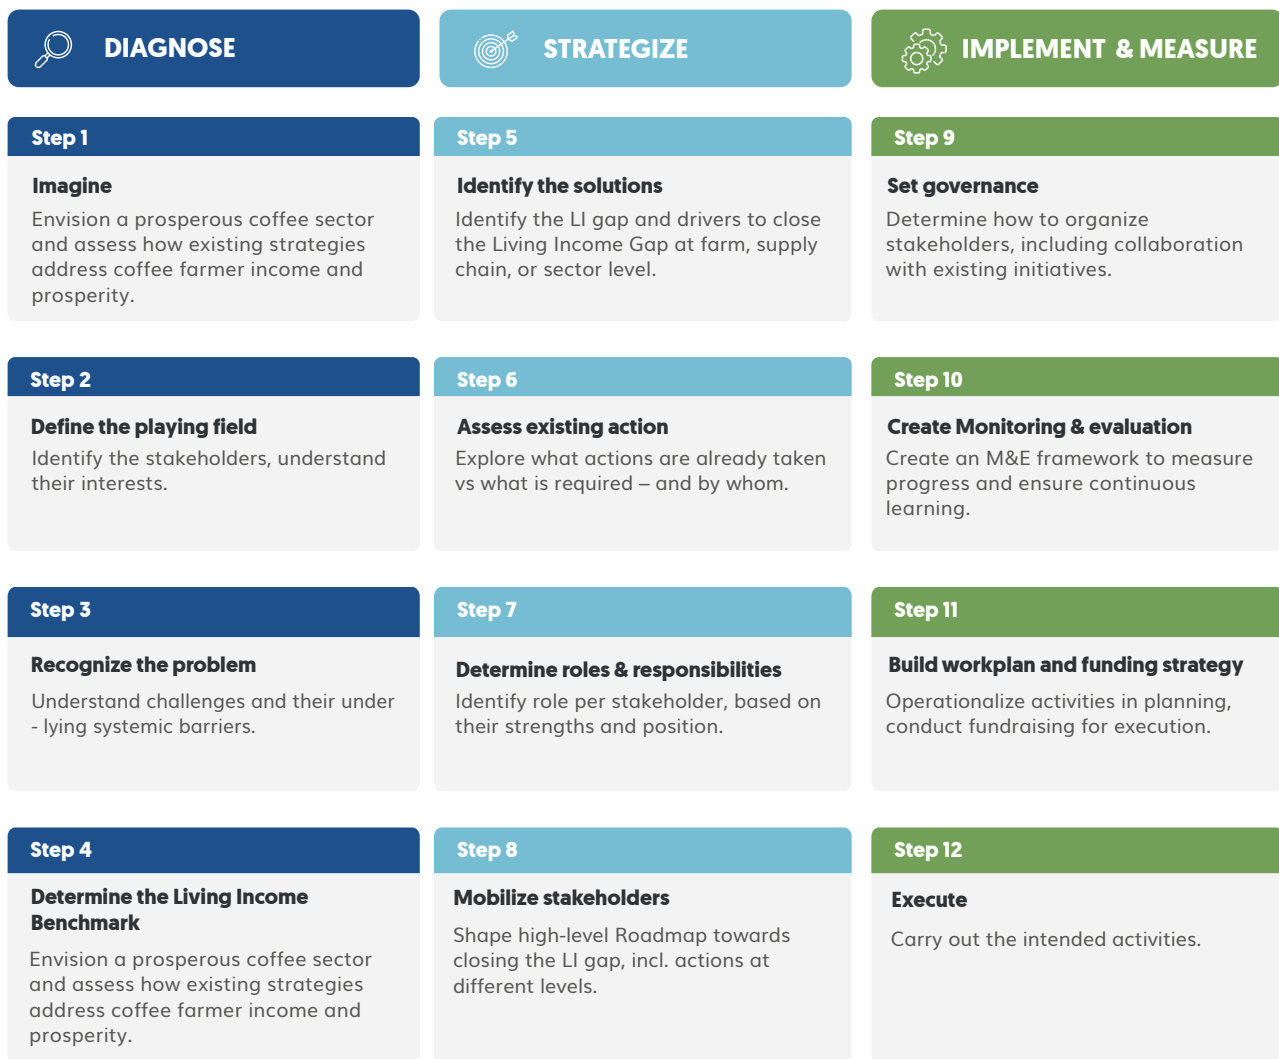 DIAGNOSE
STRATEGIZE
IMPLEMENT & MEASURE
Step 1
Imagine
Envision a prosperous coffee sector
and assess how existing strategies
address coffee farmer income and
prosperity.
Step 5
Identify the solutions
Identify the LI gap and drivers to close
the Living Income Gap at farm, supply
chain, or sector level.
Step 9
Set governance
Determine how to organize
stakeholders, including collaboration
with existing initiatives.
Step 2
Define the playing field
Identify the stakeholders, understand
their interests.
Step 6
Assess existing action
Explore what actions are already taken
vs what is required – and by whom.
Step 10
Create Monitoring & evaluation
Create an M&E framework to measure
progress and ensure continuous
learning.
Step 3
Recognize the problem
Understand challenges and their under
- lying systemic barriers.
Step 7
Determine roles & responsibilities
Identify role per stakeholder, based on
their strengths and position.
Step 11
Build workplan and funding strategy
Operationalize activities in planning,
conduct fundraising for execution.
Step 4
Determine the Living Income
Benchmark
Envision a prosperous coffee sector
and assess how existing strategies
address coffee farmer income and
prosperity.
Step 8
Mobilize stakeholders
Shape high-level Roadmap towards
closing the LI gap, incl. actions at
different levels.
Step 12
Execute
Carry out the intended activities.